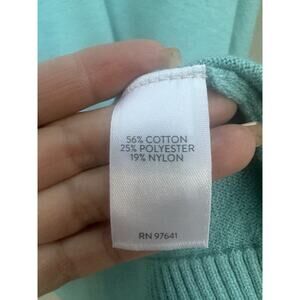 56% COTTON
25% POLYESTER
19% NYLON
RN 97641